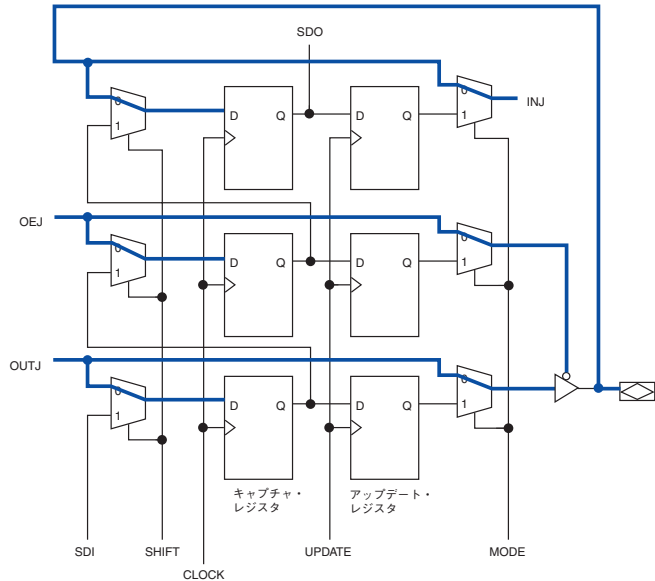 SDO
0
1
D Q
D Q
0
1
INJ
OEJ
0
1
D Q
D Q
0
1
OUTJ
0
1
D Q
D Q
0
1
キャプチャ・
レジスタ
アップデート・
レジスタ
SDI
SHIFT
CLOCK
UPDATE
MODE